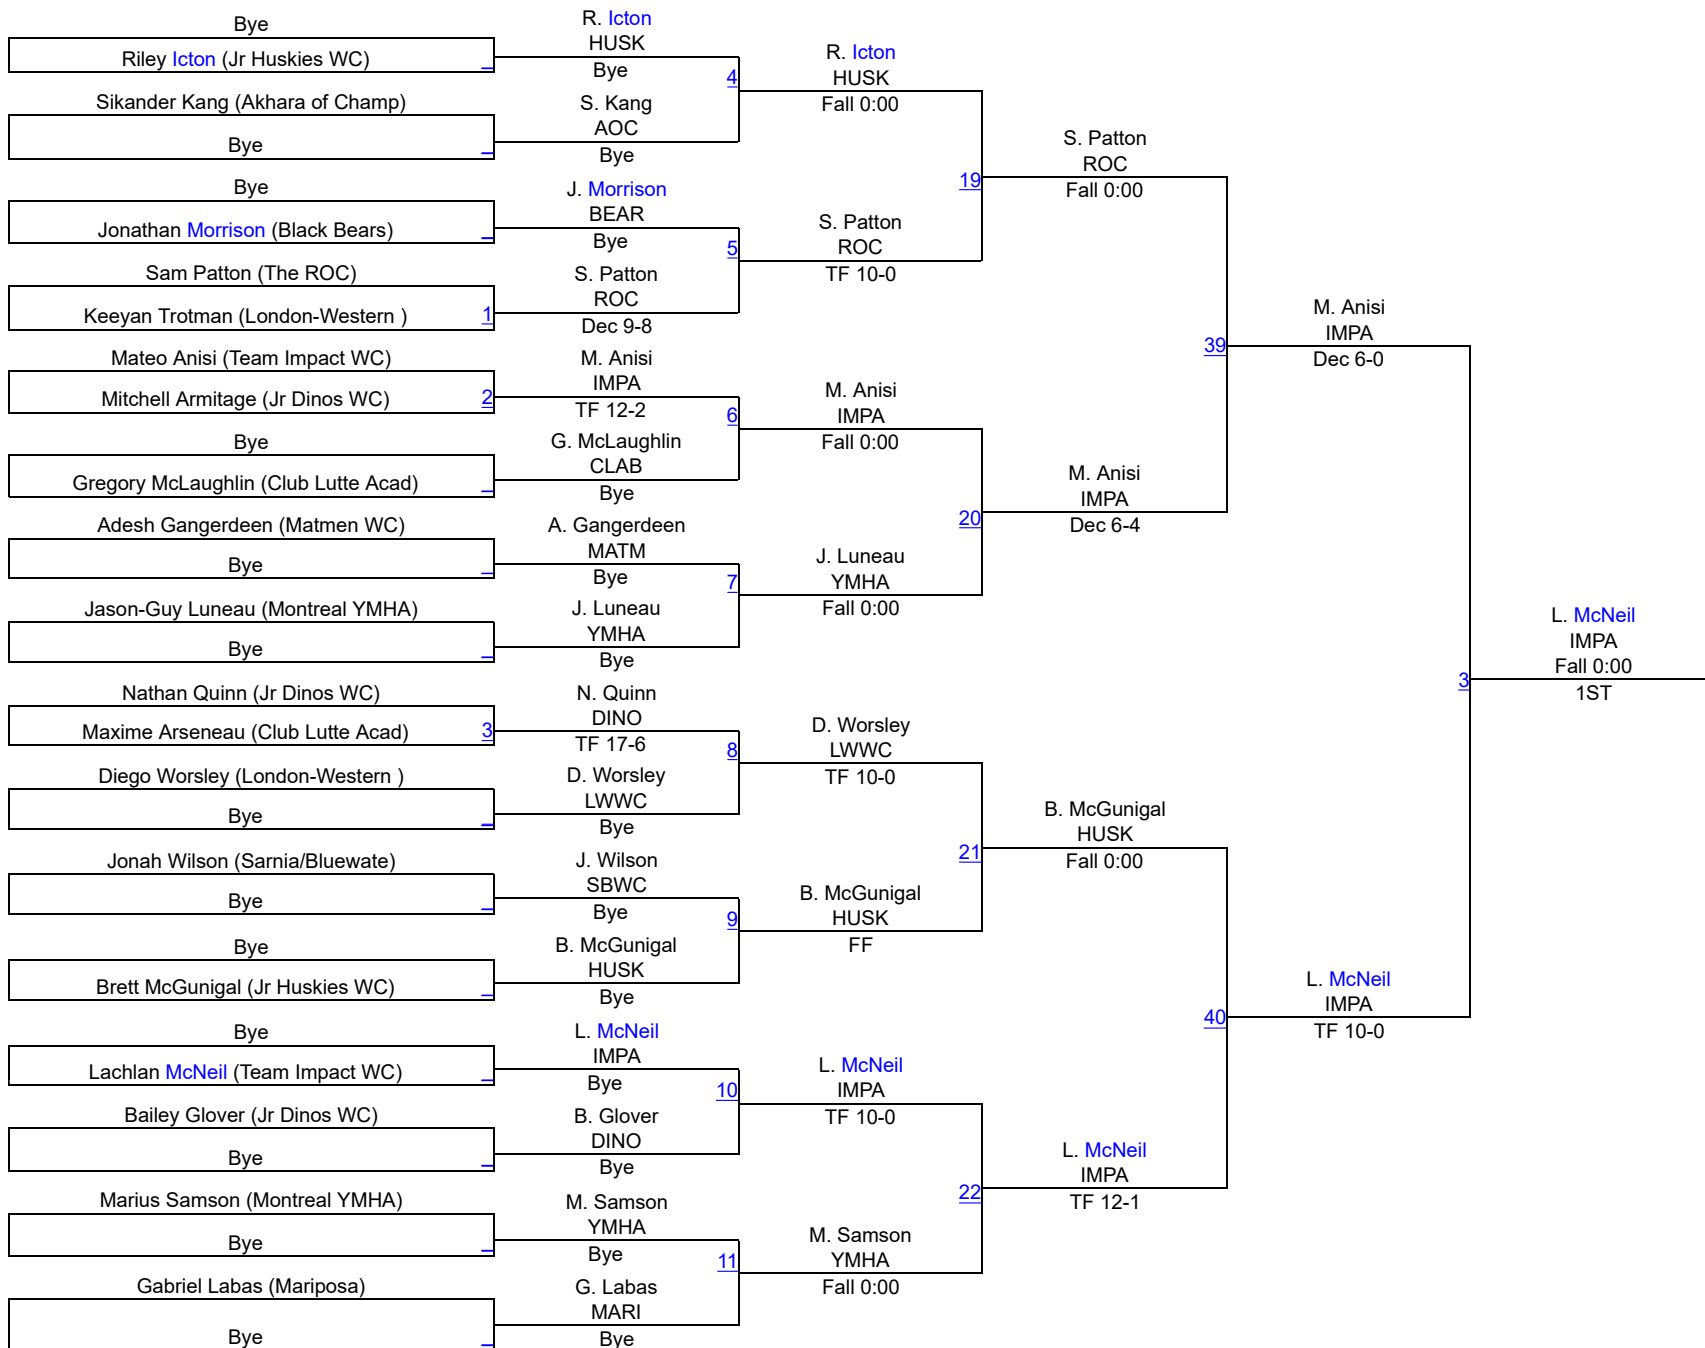 Bye
Riley Icton (Jr Huskies WC)
Sikander Kang (Akhara of Champ)
Bye
Bye
Jonathan Morrison (Black Bears)
Sam Patton (The ROC)
Keeyan Trotman (London-Western )
1
Mateo Anisi (Team Impact WC)
Mitchell Armitage (Jr Dinos WC)
2
Bye
Gregory McLaughlin (Club Lutte Acad)
Adesh Gangerdeen (Matmen WC)
Bye
Jason-Guy Luneau (Montreal YMHA)
Bye
Nathan Quinn (Jr Dinos WC)
Maxime Arseneau (Club Lutte Acad)
3
Diego Worsley (London-Western )
Bye
Jonah Wilson (Sarnia/Bluewate)
Bye
Bye
Brett McGunigal (Jr Huskies WC)
Bye
Lachlan McNeil (Team Impact WC)
Bailey Glover (Jr Dinos WC)
Bye
Marius Samson (Montreal YMHA)
Bye
Gabriel Labas (Mariposa)
Bye
R. Icton
HUSK
Bye
4
S. Kang
AOC
Bye
J. Morrison
BEAR
Bye
5
S. Patton
ROC
Dec 9-8
M. Anisi
IMPA
TF 12-2
6
G. McLaughlin
CLAB
Bye
A. Gangerdeen
MATM
Bye
7
J. Luneau
YMHA
Bye
N. Quinn
DINO
TF 17-6
8
D. Worsley
LWWC
Bye
J. Wilson
SBWC
Bye
9
B. McGunigal
HUSK
Bye
L. McNeil
IMPA
Bye
10
B. Glover
DINO
Bye
M. Samson
YMHA
Bye
11
G. Labas
MARI
Bye
R. Icton
HUSK
Fall 0:00
19
S. Patton
ROC
TF 10-0
M. Anisi
IMPA
Fall 0:00
20
J. Luneau
YMHA
Fall 0:00
D. Worsley
LWWC
TF 10-0
21
B. McGunigal
HUSK
FF
L. McNeil
IMPA
TF 10-0
22
M. Samson
YMHA
Fall 0:00
S. Patton
ROC
Fall 0:00
39
M. Anisi
IMPA
Dec 6-4
B. McGunigal
HUSK
Fall 0:00
40
L. McNeil
IMPA
TF 12-1
M. Anisi
IMPA
Dec 6-0
3
L. McNeil
IMPA
TF 10-0
L. McNeil
IMPA
Fall 0:00
1ST